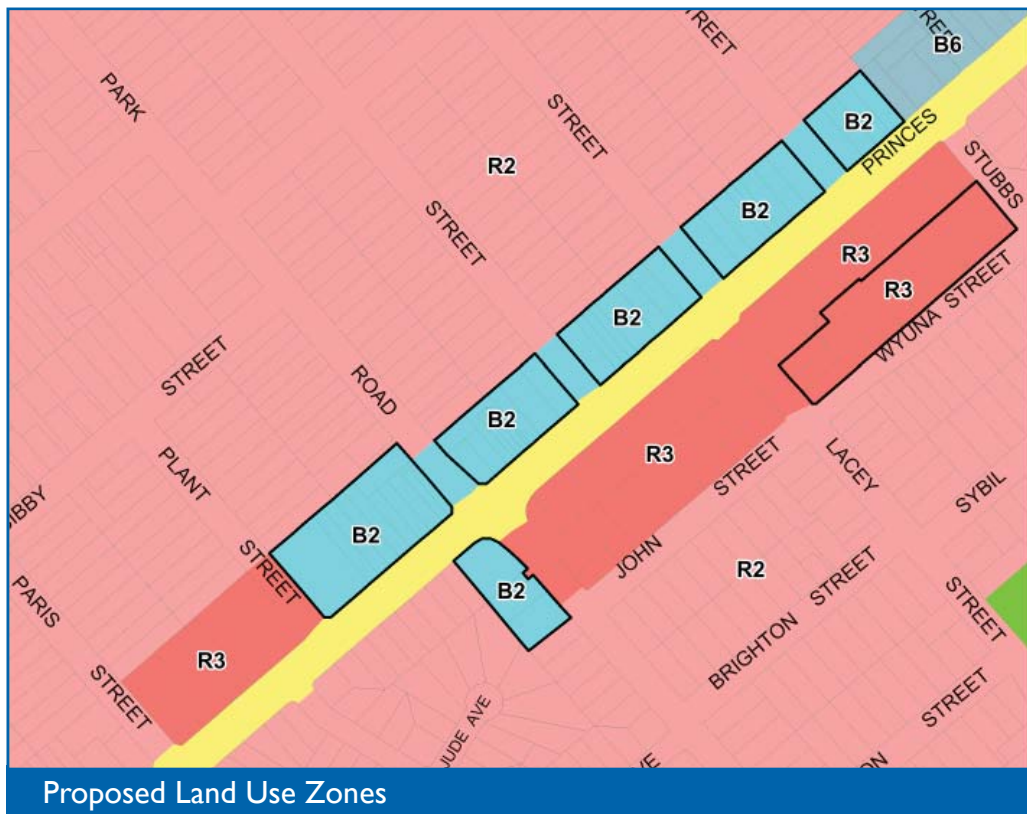 STREET
B6
PARK
STREET
B2
PRINCES
R2
STUBBS
STREET
B2
R3
R3
STREET
WYUNA
B2
STREET
ROAD
B2
R3
STREET
LACEY
PLANT
SYBIL
B2
STREET
JOHN
R2
STREET
B2
STREET
PARIS
BRIGHTON
R3
STREET
STREET
JUDE AVE
Proposed Land Use Zones